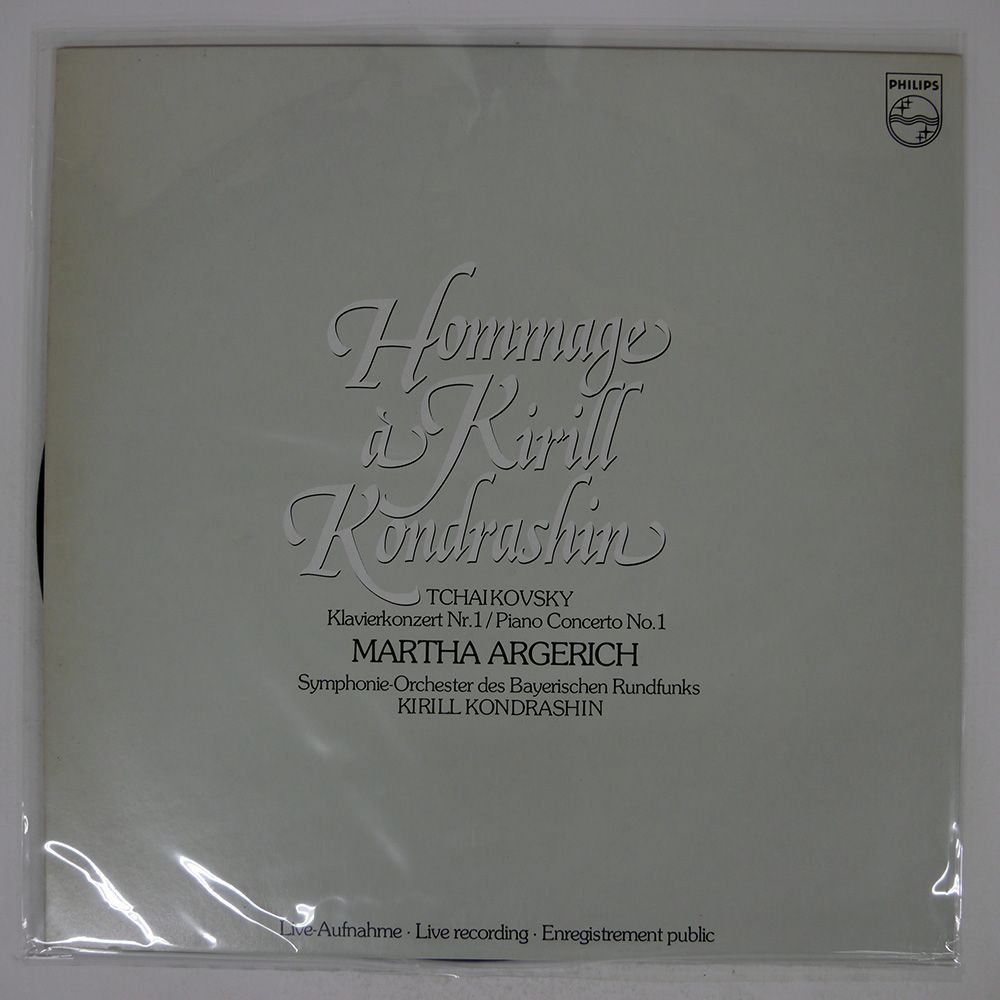 PHILIPS
Hommage
à Kirill
Kondrashin
TCHAIKOVSKY
Klavierkonzert Nr.1 / Piano Concerto No.1
MARTHA ARGERICH
Symphonie-Orchester des Bayerischen Rundfunks
KIRILL KONDRASHIN
Live-Aufnahme · Live recording · Enregistrement public